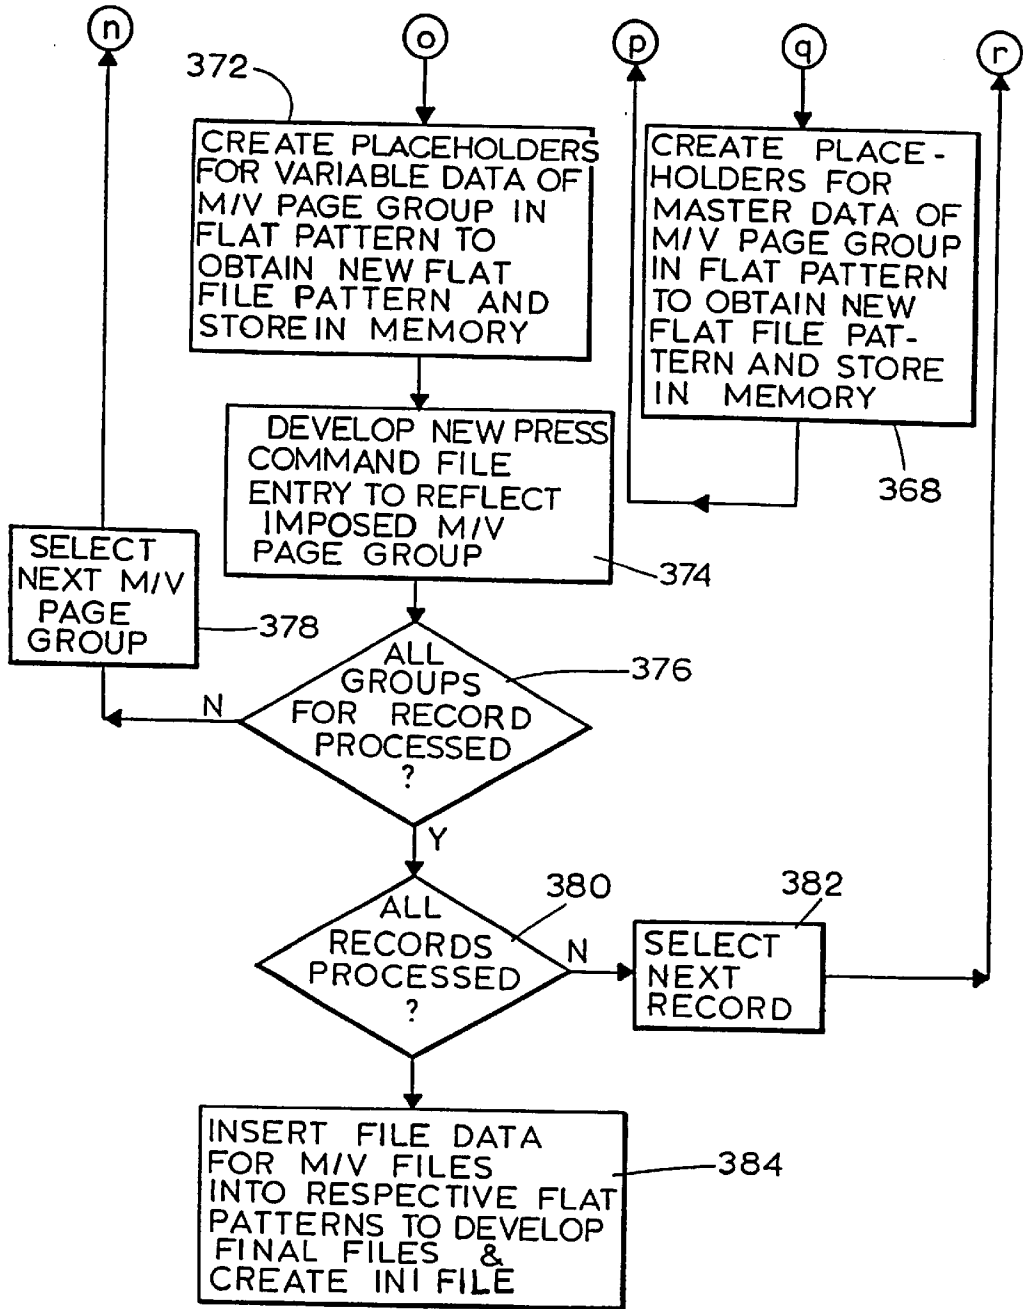 n
o
p
q
r
372
CREATE PLACEHOLDERS
FOR VARIABLE DATA OF
M/V PAGE GROUP IN
FLAT PATTERN TO
OBTAIN NEW FLAT
FILE PATTERN AND
STORE IN MEMORY
CREATE PLACE-
HOLDERS FOR
MASTER DATA OF
M/V PAGE GROUP
IN FLAT PATTERN
TO OBTAIN NEW
FLAT FILE PAT-
TERN AND STORE
IN MEMORY
368
DEVELOP NEW PRESS
COMMAND FILE
ENTRY TO REFLECT
IMPOSED M/V
PAGE GROUP
374
SELECT
NEXT M/V
PAGE
GROUP
378
ALL
GROUPS
FOR RECORD
PROCESSED
?
376
N
Y
ALL
RECORDS
PROCESSED
?
380
N
382
SELECT
NEXT
RECORD
INSERT FILE DATA
FOR M/V FILES
INTO RESPECTIVE FLAT
PATTERNS TO DEVELOP
FINAL FILES &
CREATE INI FILE
384